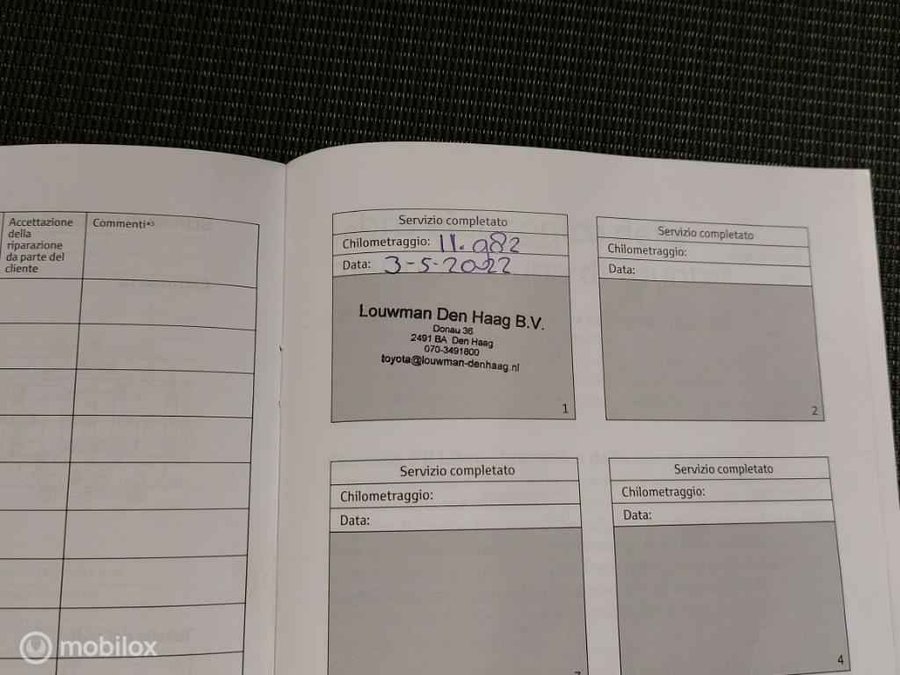 Accettazione
della
riparazione
da parte del
cliente
Commenti*³
Servizio completato
Chilometraggio: 11.982
Data: 3-5-2022
Louwman Den Haag B.V.
Donau 36
2491 BA Den Haag
070-3491800
toyota@louwman-denhaag.nl
1
Servizio completato
Chilometraggio:
Data:
2
Servizio completato
Chilometraggio:
Data:
Servizio completato
Chilometraggio:
Data:
4
mobilox